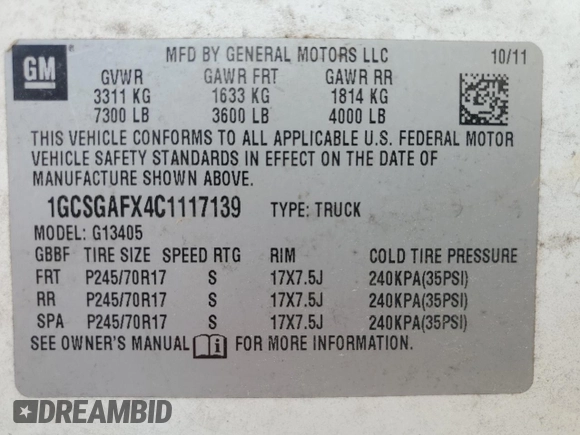 GM
MFD BY GENERAL MOTORS LLC 10/11
GVWR GAWR FRT GAWR RR
3311 KG 1633 KG 1814 KG
7300 LB 3600 LB 4000 LB
THIS VEHICLE CONFORMS TO ALL APPLICABLE U.S. FEDERAL MOTOR
VEHICLE SAFETY STANDARDS IN EFFECT ON THE DATE OF
MANUFACTURE SHOWN ABOVE.
1GCSGAFX4C1117139 TYPE: TRUCK
MODEL: G13405
GBBF TIRE SIZE SPEED RTG RIM COLD TIRE PRESSURE
FRT P245/70R17 S 17X7.5J 240KPA(35PSI)
RR P245/70R17 S 17X7.5J 240KPA(35PSI)
SPA P245/70R17 S 17X7.5J 240KPA(35PSI)
SEE OWNER'S MANUAL i FOR MORE INFORMATION.
DREAMBID